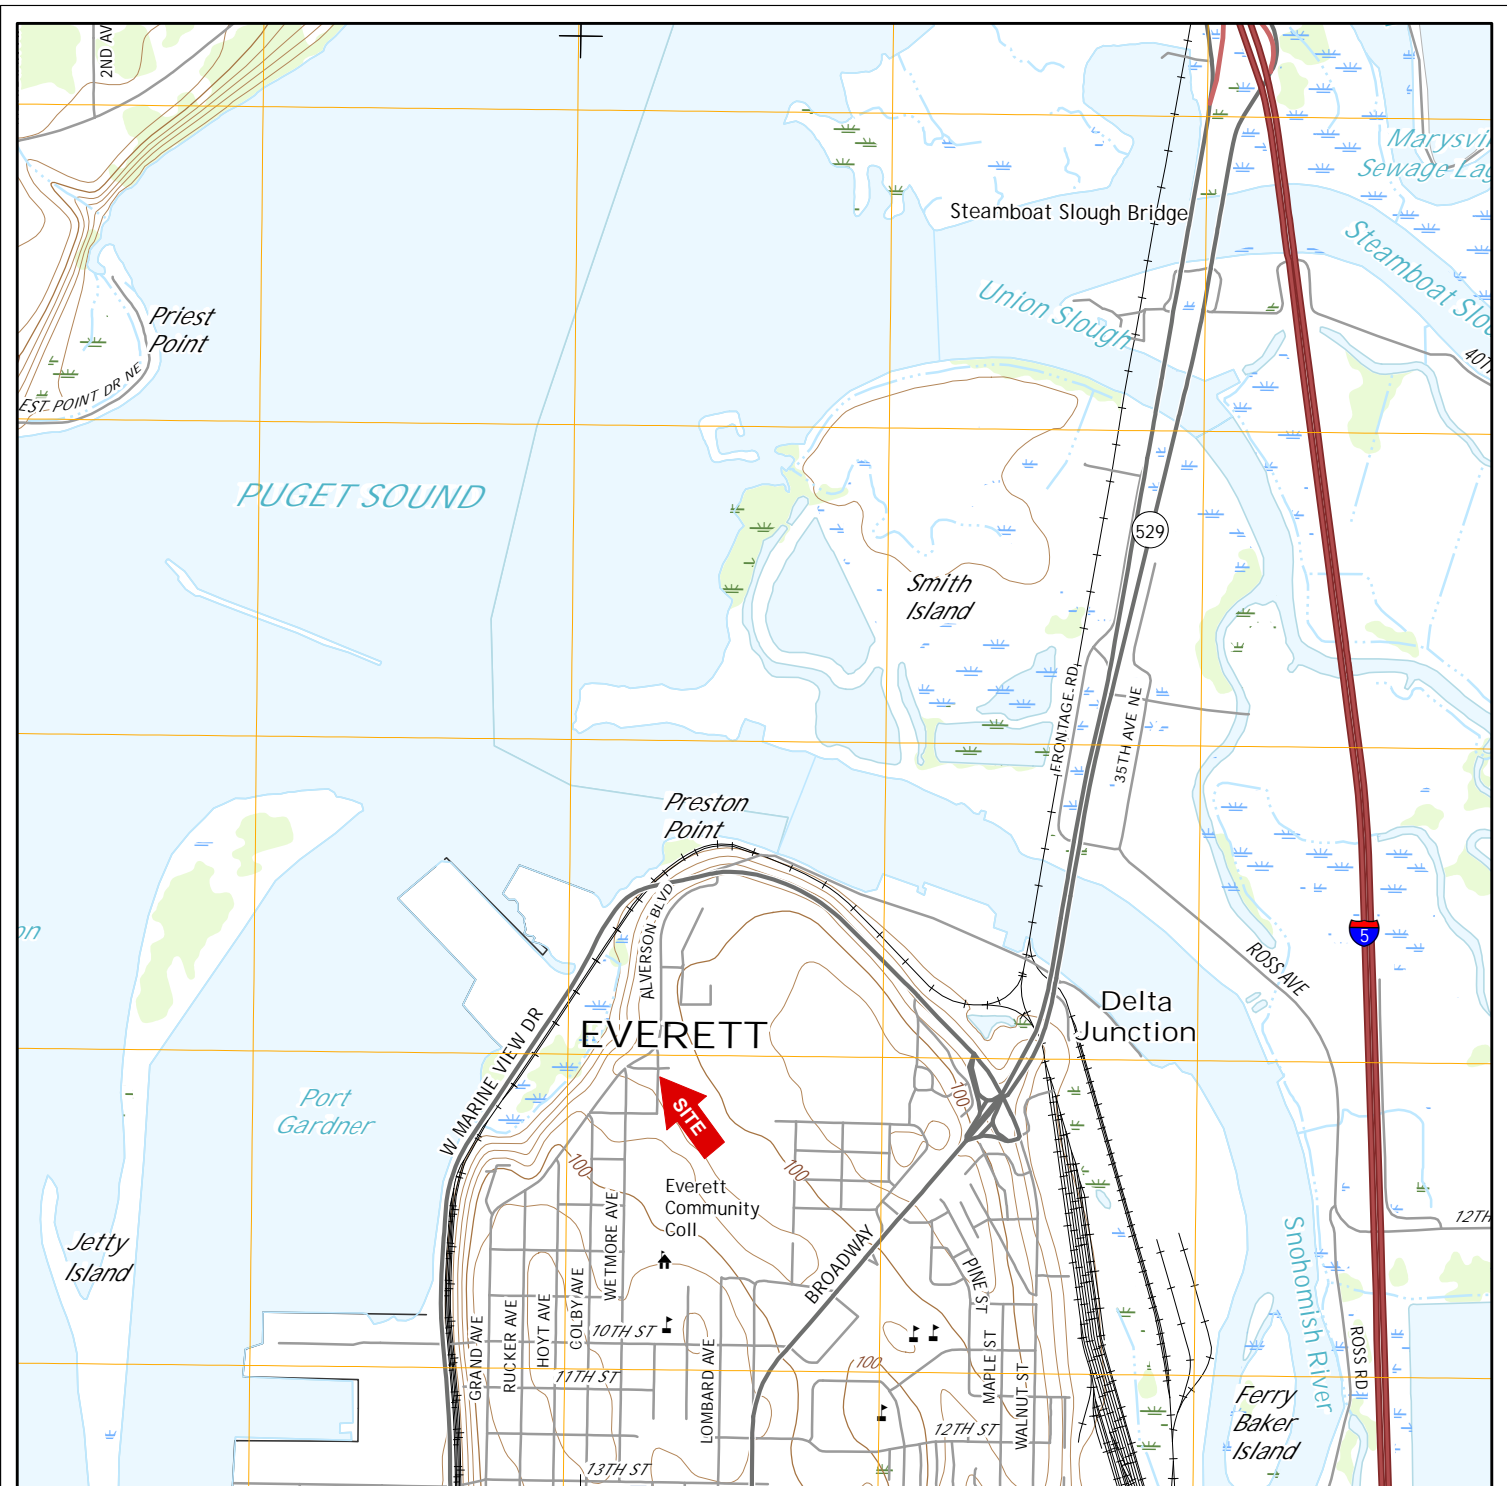 2ND AV
Marysvi
Sewage Lag
Steamboat Slough Bridge
Steamboat Slou
Union Slough
Priest
Point
40T
EST POINT DR NE
PUGET SOUND
529
Smith
Island
FRONTAGE RD
35TH AVE NE
Preston
Point
ALVERSON BLVD
on
5
ROSS AVE
Delta
Junction
EVERETT
W MARINE VIEW DR
Port
Gardner
SITE
100
100
100
Everett
Community
Coll
WETMORE AVE
BROADWAY
PINE ST
12TH
Snohomish River
Jetty
Island
GRAND AVE
RUCKER AVE
HOYT AVE
COLBY AVE
10TH ST
LOMBARD AVE
11TH ST
100
MAPLE ST
WALNUT ST
ROSS RD
Ferry
Baker
Island
12TH ST
13TH ST